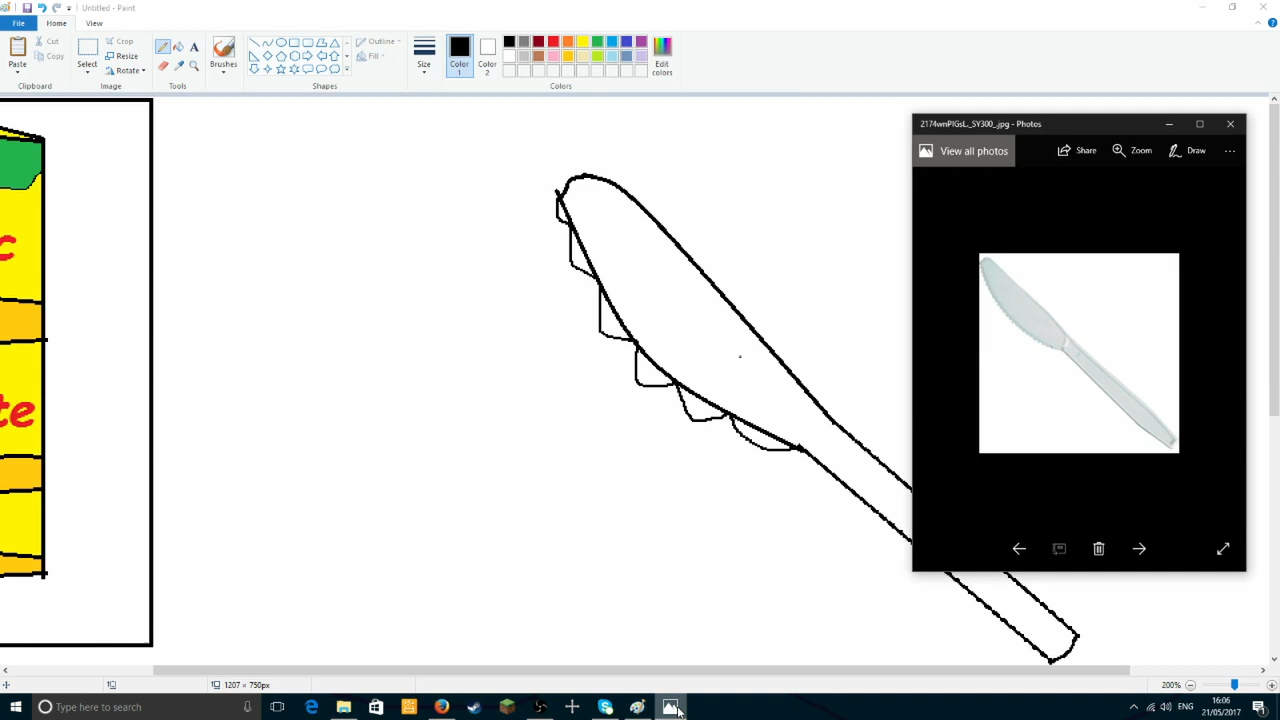 Untitled - Paint
File
Home
View
Paste
Cut
Copy
Clipboard
Select
Crop
Resize
Rotate
Image
A
Tools
Brushes
Shapes
Outline
Fill
Size
Color 1
Color 2
Edit colors
Colors
2174wnPIGsL._SY300_.jpg - Photos
View all photos
Share
Zoom
Draw
c
te
1207 × 750px
200%
Type here to search
ENG
16:06
21/05/2017